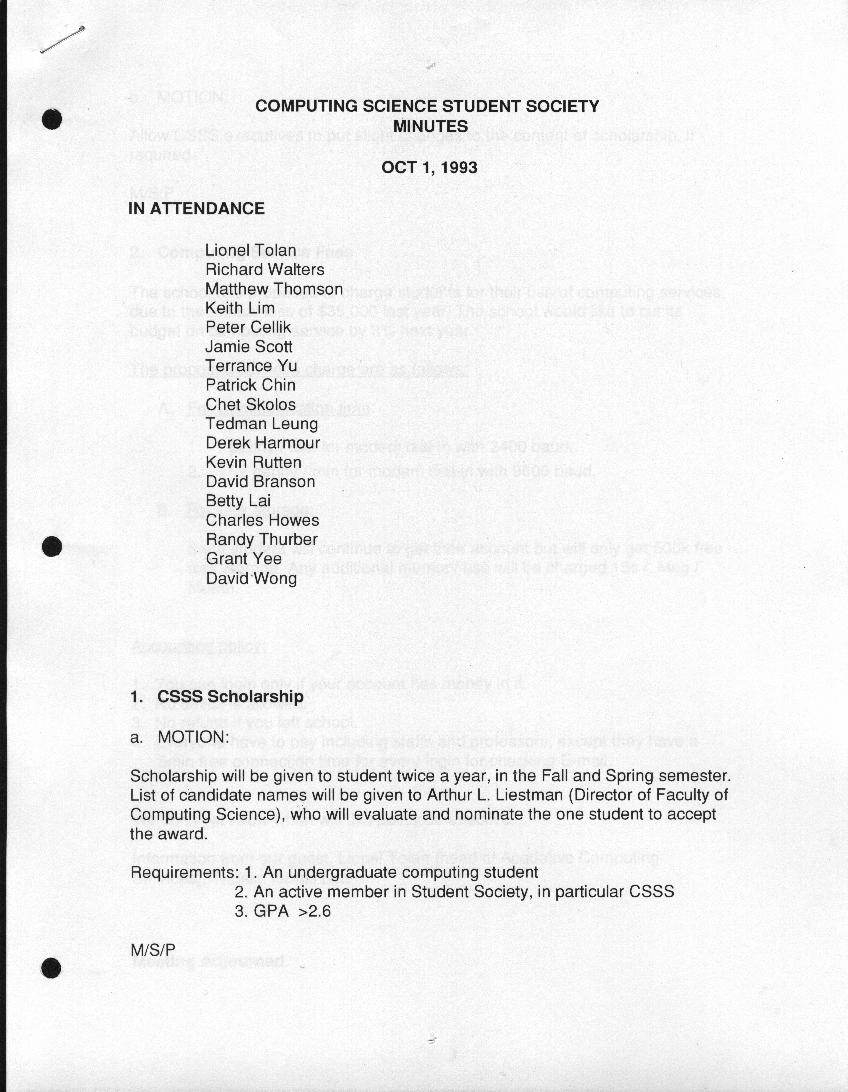 COMPUTING SCIENCE STUDENT SOCIETY
MINUTES
OCT 1, 1993
IN ATTENDANCE
Lionel Tolan
Richard Walters
Matthew Thomson
Keith Lim
Peter Cellik
Jamie Scott
Terrance Yu
Patrick Chin
Chet Skolos
Tedman Leung
Derek Harmour
Kevin Rutten
David Branson
Betty Lai
Charles Howes
Randy Thurber
Grant Yee
David Wong
1. CSSS Scholarship
a. MOTION:
Scholarship will be given to student twice a year, in the Fall and Spring semester.
List of candidate names will be given to Arthur L. Liestman (Director of Faculty of
Computing Science), who will evaluate and nominate the one student to accept
the award.
Requirements: 1. An undergraduate computing student
2. An active member in Student Society, in particular CSSS
3. GPA >2.6
M/S/P